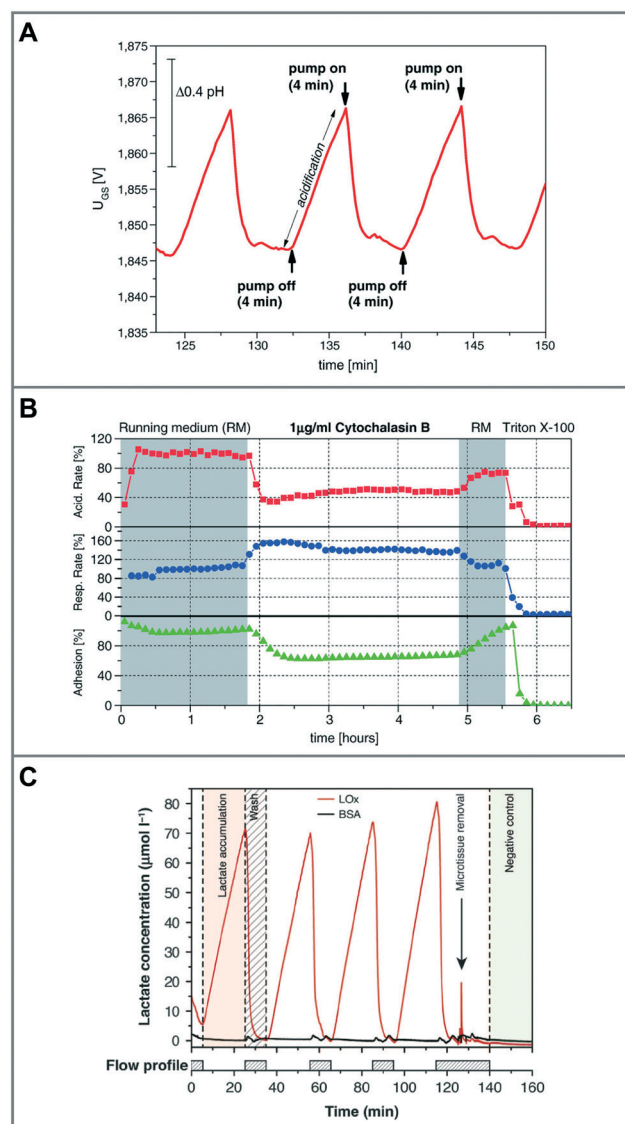 A
1,875
1,870
1,865
1,860
1,855
1,850
1,845
1,840
1,835
U_GS [V]
Δ0.4 pH
pump on
(4 min)
pump on
(4 min)
acidification
pump off
(4 min)
pump off
(4 min)
125 130 135 140 145 150
time [min]
B
Running medium (RM) 1µg/ml Cytochalasin B RM Triton X-100
Acid. Rate [%]
120
80
40
0
Resp. Rate [%]
160
120
80
40
0
Adhesion [%]
80
0
0 1 2 3 4 5 6
time [hours]
C
Lactate concentration (µmol l⁻¹)
80
70
60
50
40
30
20
10
0
Lactate accumulation
Wash
LOx
BSA
Microtissue removal
Negative control
Flow profile
0 20 40 60 80 100 120 140 160
Time (min)